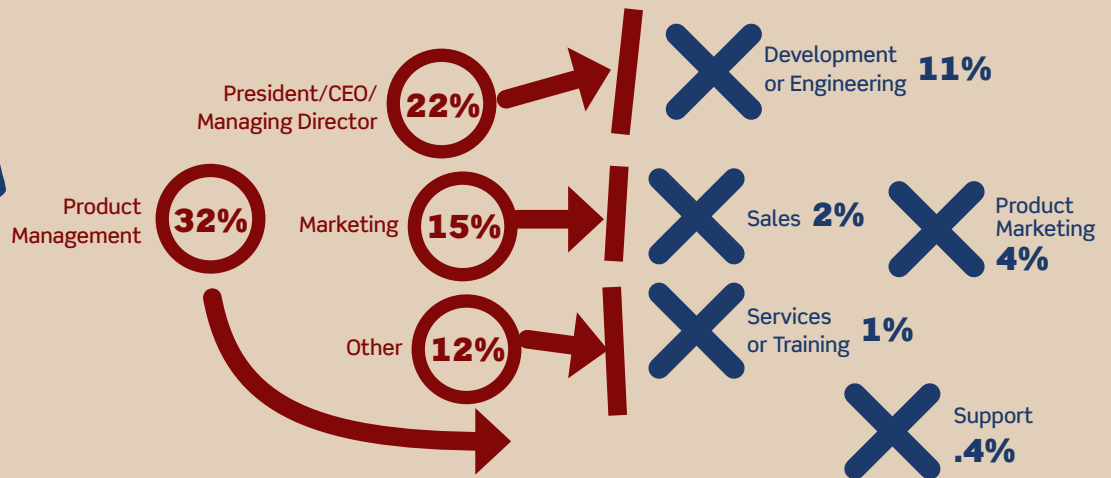 President/CEO/
Managing Director
22%
Development
or Engineering
11%
Product
Management
32%
Marketing
15%
Sales 2%
Product
Marketing
4%
Other
12%
Services
or Training
1%
Support
.4%